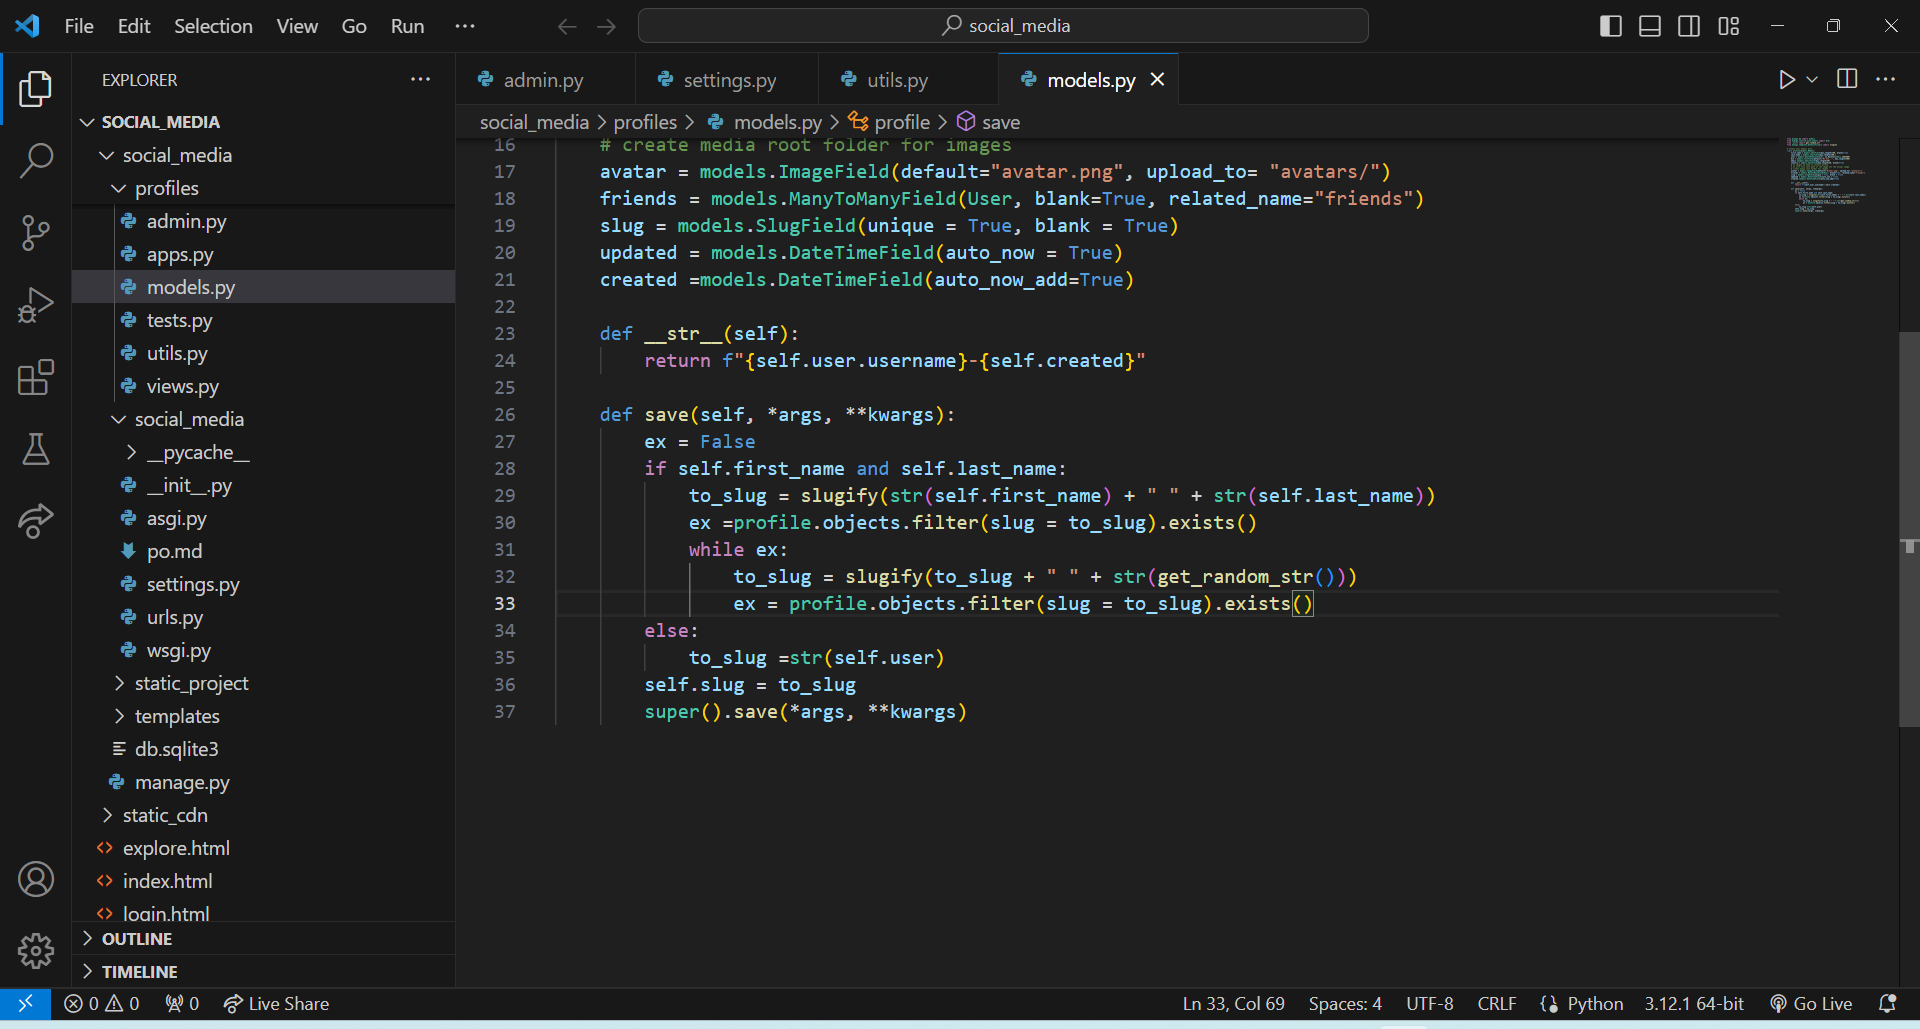 File Edit Selection View Go Run ··· social_media
EXPLORER ···
SOCIAL_MEDIA
social_media
profiles
admin.py
apps.py
models.py
tests.py
utils.py
views.py
social_media
__pycache__
__init__.py
asgi.py
po.md
settings.py
urls.py
wsgi.py
static_project
templates
db.sqlite3
manage.py
static_cdn
explore.html
index.html
login.html
OUTLINE
TIMELINE
admin.py settings.py utils.py models.py
social_media > profiles > models.py > profile > save
16 # create media root folder for images
17 avatar = models.ImageField(default="avatar.png", upload_to= "avatars/")
18 friends = models.ManyToManyField(User, blank=True, related_name="friends")
19 slug = models.SlugField(unique = True, blank = True)
20 updated = models.DateTimeField(auto_now = True)
21 created =models.DateTimeField(auto_now_add=True)
22
23 def __str__(self):
24 return f"{self.user.username}-{self.created}"
25
26 def save(self, *args, **kwargs):
27 ex = False
28 if self.first_name and self.last_name:
29 to_slug = slugify(str(self.first_name) + " " + str(self.last_name))
30 ex =profile.objects.filter(slug = to_slug).exists()
31 while ex:
32 to_slug = slugify(to_slug + " " + str(get_random_str()))
33 ex = profile.objects.filter(slug = to_slug).exists()
34 else:
35 to_slug =str(self.user)
36 self.slug = to_slug
37 super().save(*args, **kwargs)
0 0 0 Live Share Ln 33, Col 69 Spaces: 4 UTF-8 CRLF {} Python 3.12.1 64-bit Go Live